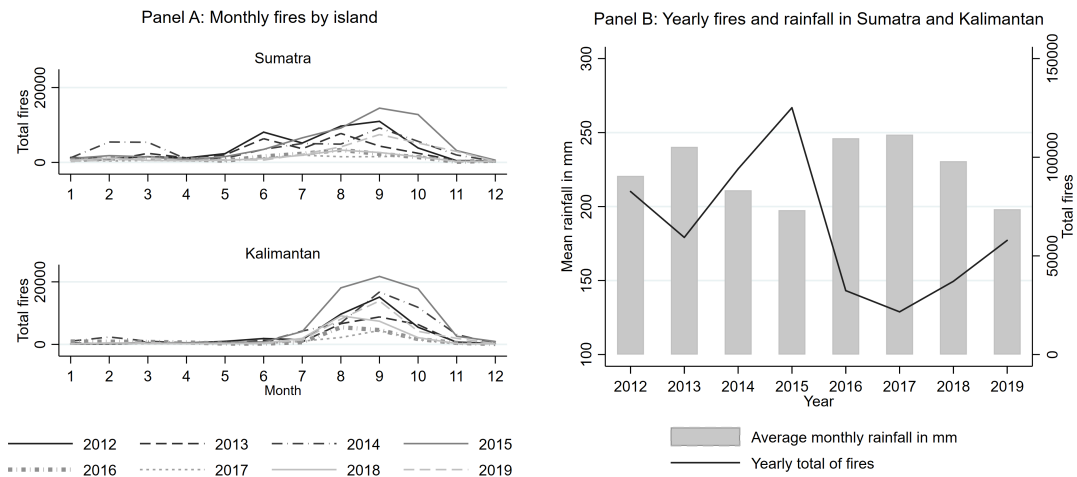 Panel A: Monthly fires by island
Sumatra
Total fires
20000
0
1 2 3 4 5 6 7 8 9 10 11 12
Kalimantan
Total fires
20000
0
1 2 3 4 5 6 7 8 9 10 11 12
Month
2012 2013 2014 2015
2016 2017 2018 2019
Panel B: Yearly fires and rainfall in Sumatra and Kalimantan
Mean rainfall in mm
300
250
200
150
100
Total fires
150000
100000
50000
0
2012 2013 2014 2015 2016 2017 2018 2019
Year
Average monthly rainfall in mm
Yearly total of fires